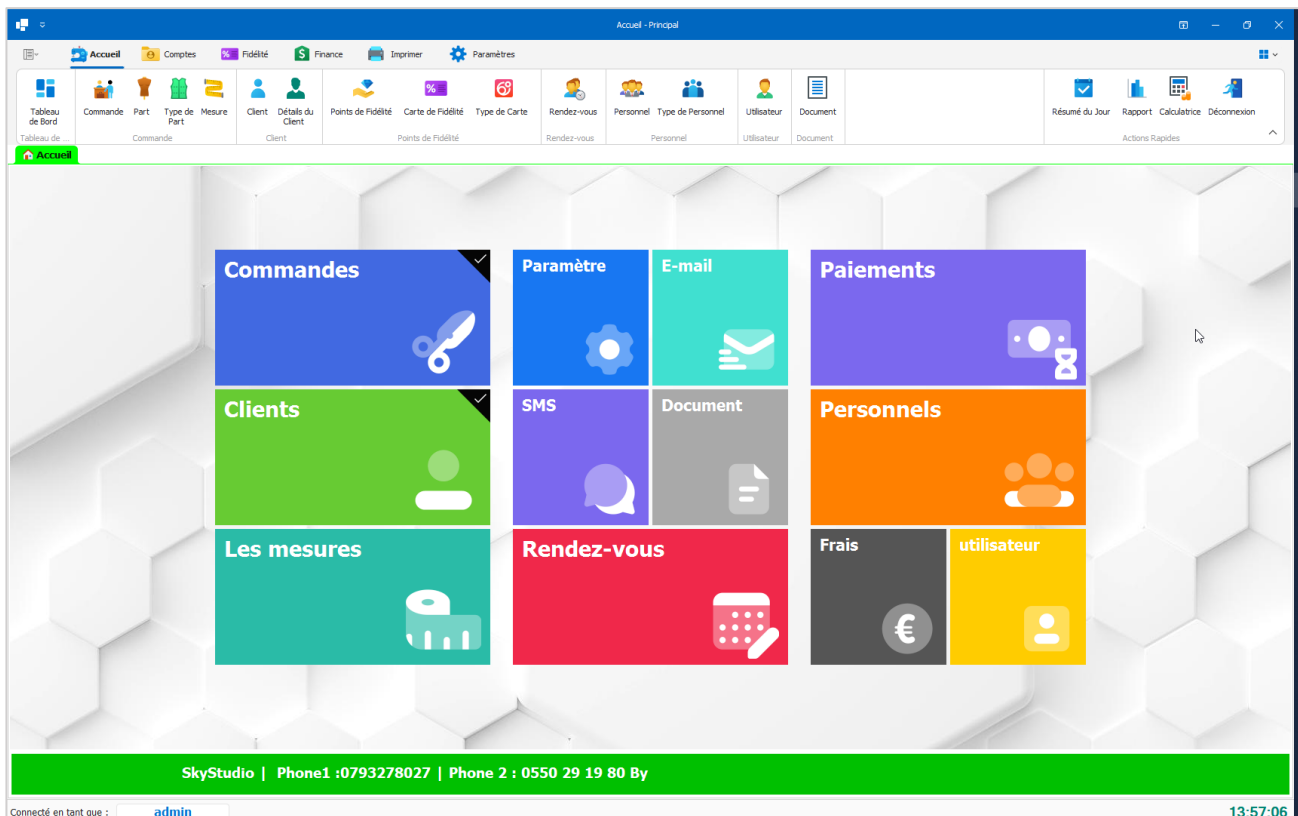 Accueil - Principal
Accueil
Comptes
Fidélité
Finance
Imprimer
Paramètres
Tableau de Bord
Commande
Part
Type de Part
Mesure
Client
Détails du Client
Points de Fidélité
Carte de Fidélité
Type de Carte
Rendez-vous
Personnel
Type de Personnel
Utilisateur
Document
Résumé du Jour
Rapport
Calculatrice
Déconnexion
Tableau de ...
Commande
Client
Points de Fidélité
Rendez-vous
Personnel
Utilisateur
Document
Actions Rapides
Accueil
Commandes
Paramètre
E-mail
Paiements
Clients
SMS
Document
Personnels
Les mesures
Rendez-vous
Frais
utilisateur
SkyStudio | Phone1 :0793278027 | Phone 2 : 0550 29 19 80 By
Connecté en tant que :
admin
13:57:06